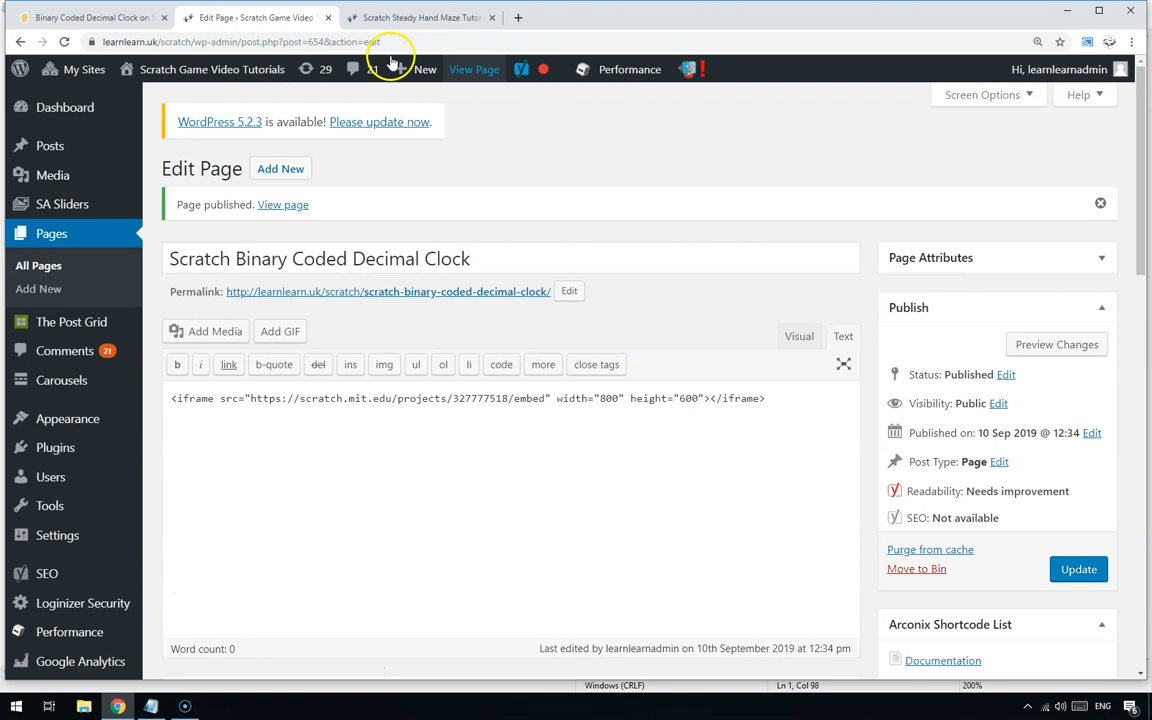 Binary Coded Decimal Clock on S
Edit Page ‹ Scratch Game Video T
Scratch Steady Hand Maze Tutor
learnlearn.uk/scratch/wp-admin/post.php?post=654&action=edit
My Sites Scratch Game Video Tutorials 29 21 New View Page Performance Hi, learnlearnadmin
Screen Options Help
Dashboard
Posts
Media
SA Sliders
Pages
All Pages
Add New
The Post Grid
Comments 21
Carousels
Appearance
Plugins
Users
Tools
Settings
SEO
Loginizer Security
Performance
Google Analytics
WordPress 5.2.3 is available! Please update now.
Edit Page Add New
Page published. View page
Scratch Binary Coded Decimal Clock
Permalink: http://learnlearn.uk/scratch/scratch-binary-coded-decimal-clock/ Edit
Add Media Add GIF Visual Text
b i link b-quote del ins img ul ol li code more close tags
<iframe src="https://scratch.mit.edu/projects/327777518/embed" width="800" height="600"></iframe>
Word count: 0 Last edited by learnlearnadmin on 10th September 2019 at 12:34 pm
Page Attributes
Publish
Preview Changes
Status: Published Edit
Visibility: Public Edit
Published on: 10 Sep 2019 @ 12:34 Edit
Post Type: Page Edit
Readability: Needs improvement
SEO: Not available
Purge from cache
Move to Bin Update
Arconix Shortcode List
Documentation
Windows (CRLF) Ln 1, Col 98 200%
ENG 6